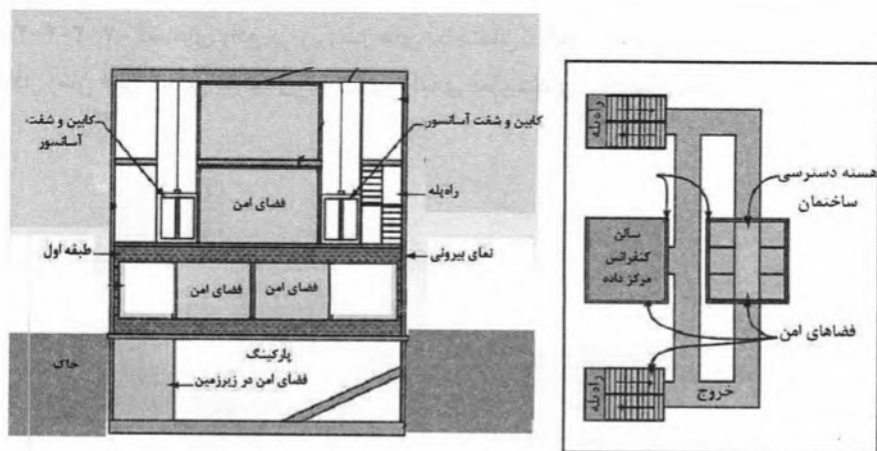 کابین و شفت
آسانسور
کابین و شفت آسانسور
فضای امن
راه‌پله
طبقه اول
نمای بیرونی
فضای امن
فضای امن
خاک
پارکینگ
فضای امن در زیرزمین
راه‌پله
هسته دسترسی
ساختمان
سالن
کنفرانس
مرکز داده
فضاهای امن
راه‌پله
خروج